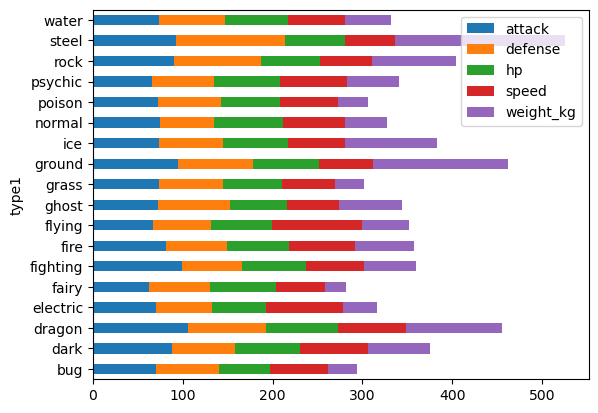 water
steel
rock
psychic
poison
normal
ice
ground
grass
ghost
flying
fire
fighting
fairy
electric
dragon
dark
bug
type1
attack
defense
hp
speed
weight_kg
0 100 200 300 400 500